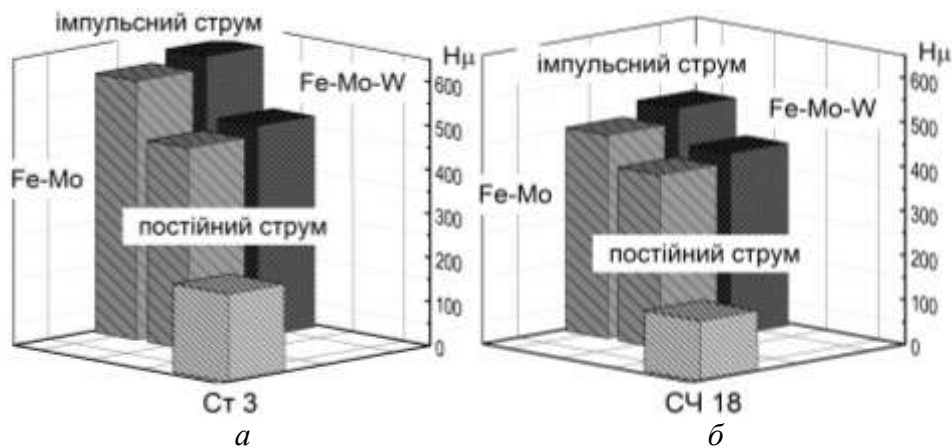 імпульсний струм
Hμ
600
Fe-Mo-W
500
400
Fe-Mo
300
постійний струм
200
100
0
Ст 3
а
Hμ
імпульсний струм
600
Fe-Mo-W
500
400
Fe-Mo
300
постійний струм
200
100
0
СЧ 18
б